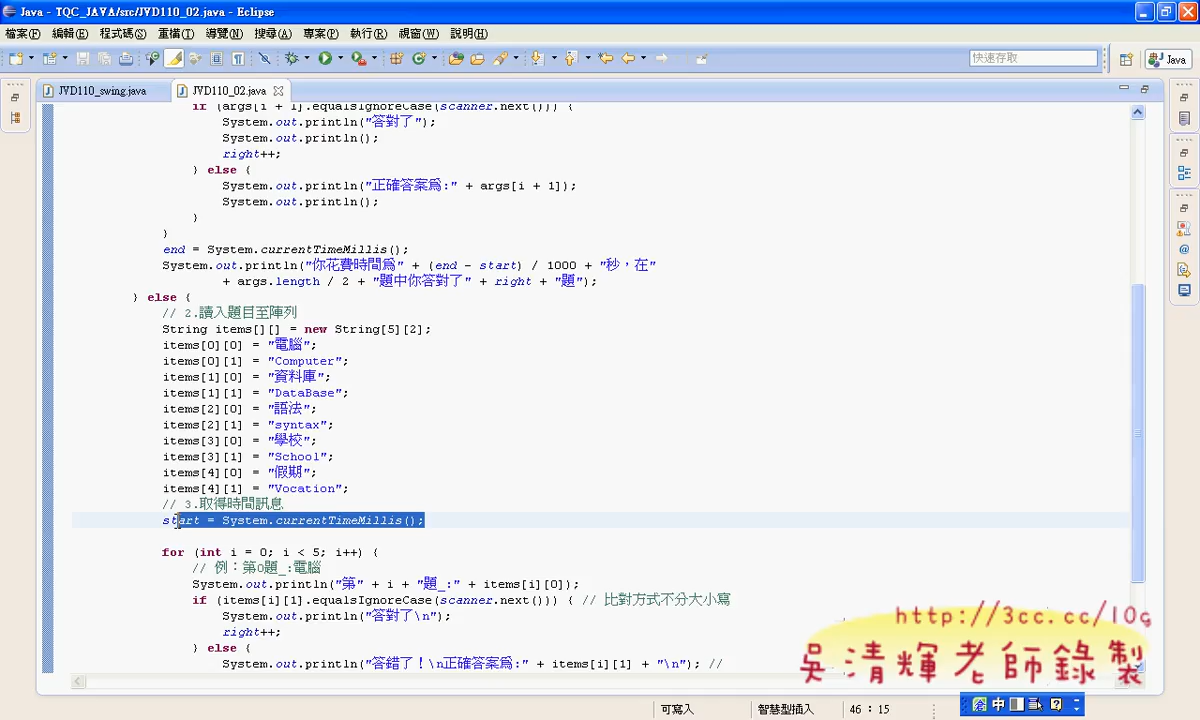 Java - TQC_JAVA/src/JVD110_02.java - Eclipse
檔案(F) 編輯(E) 程式碼(S) 重構(T) 導覽(N) 搜尋(A) 專案(P) 執行(R) 視窗(W) 說明(H)
快速存取
Java
JVD110_swing.java JVD110_02.java
if (args[i + 1].equalsIgnoreCase(scanner.next())) {
System.out.println("答對了");
System.out.println();
right++;
} else {
System.out.println("正確答案為:" + args[i + 1]);
System.out.println();
}
}
end = System.currentTimeMillis();
System.out.println("你花費時間為" + (end - start) / 1000 + "秒，在"
+ args.length / 2 + "題中你答對了" + right + "題");
} else {
// 2.讀入題目至陣列
String items[][] = new String[5][2];
items[0][0] = "電腦";
items[0][1] = "Computer";
items[1][0] = "資料庫";
items[1][1] = "DataBase";
items[2][0] = "語法";
items[2][1] = "syntax";
items[3][0] = "學校";
items[3][1] = "School";
items[4][0] = "假期";
items[4][1] = "Vocation";
// 3.取得時間訊息
start = System.currentTimeMillis();
for (int i = 0; i < 5; i++) {
// 例：第0題_:電腦
System.out.println("第" + i + "題_:" + items[i][0]);
if (items[i][1].equalsIgnoreCase(scanner.next())) { // 比對方式不分大小寫
System.out.println("答對了\n");
right++;
} else {
System.out.println("答錯了！\n正確答案為:" + items[i][1] + "\n"); //
http://3cc.cc/10g
吳清輝老師錄製
可寫入 智慧型插入 46 : 15
中